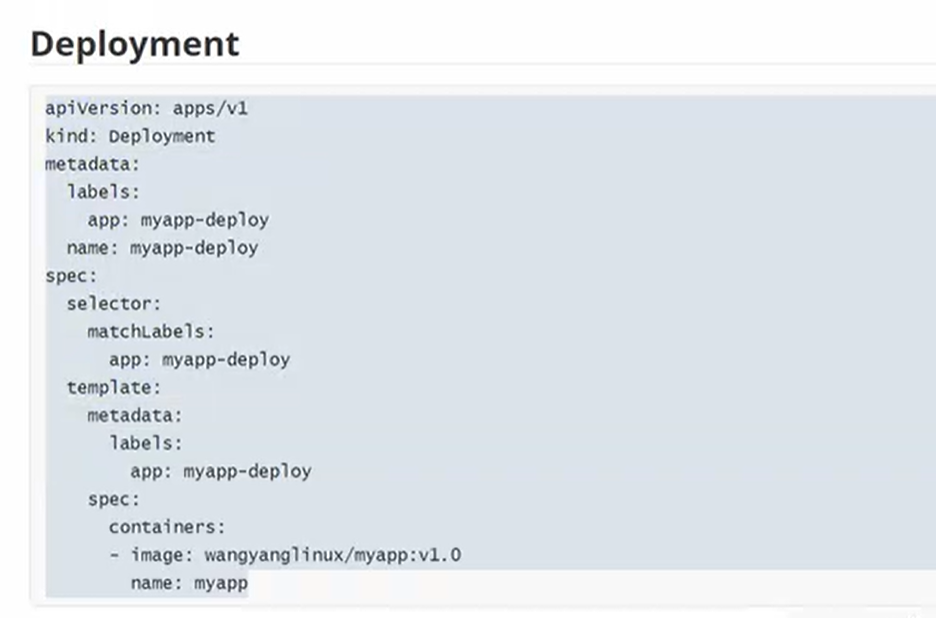 Deployment
apiVersion: apps/v1
kind: Deployment
metadata:
  labels:
    app: myapp-deploy
  name: myapp-deploy
spec:
  selector:
    matchLabels:
      app: myapp-deploy
  template:
    metadata:
      labels:
        app: myapp-deploy
    spec:
      containers:
      - image: wangyanglinux/myapp:v1.0
        name: myapp